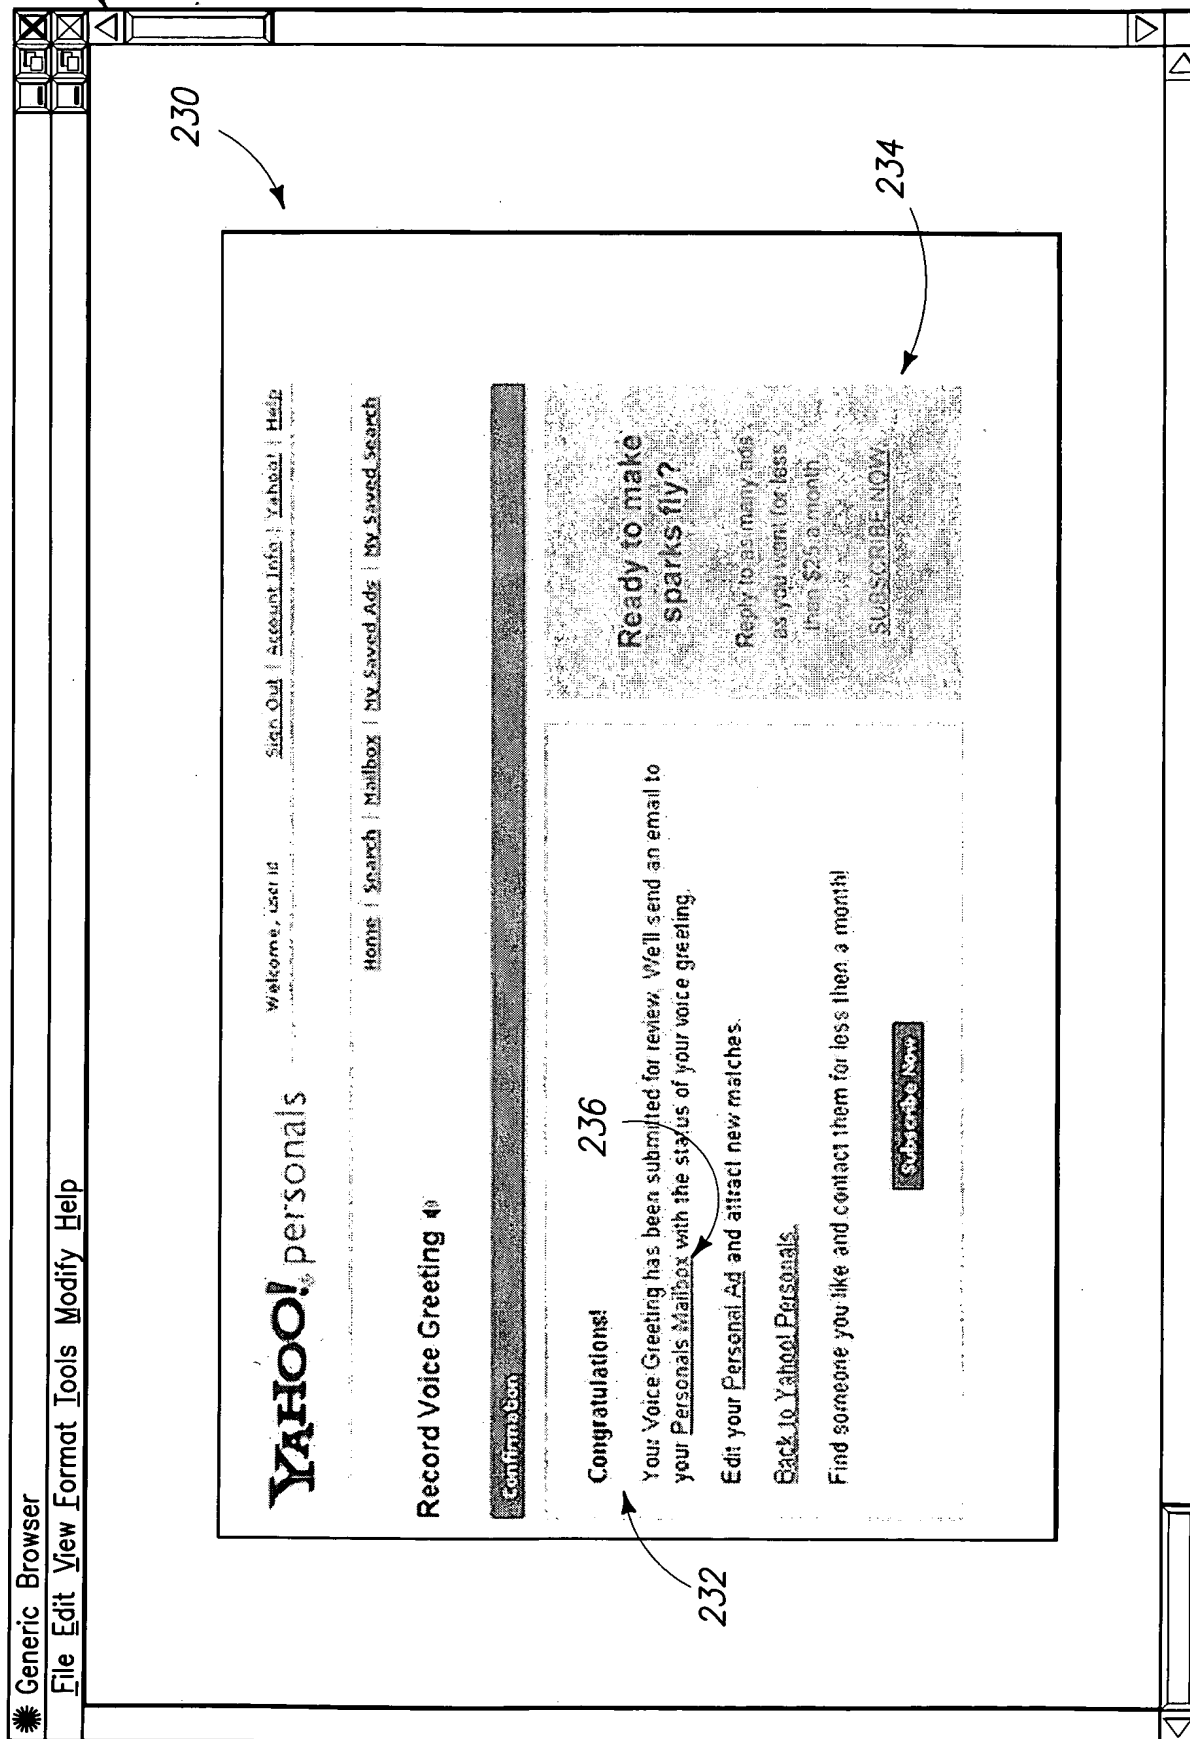 Generic Browser
File Edit View Format Tools Modify Help
230
YAHOO! personals
Welcome, user id
Sign Out | Account Info | Yahoo! | Help
Home | Search | Mailbox | My Saved Ads | My Saved Search
Record Voice Greeting
Confirmation
232
Congratulations!
236
Your Voice Greeting has been submitted for review. We'll send an email to
your Personals Mailbox with the status of your voice greeting.
Edit your Personal Ad and attract new matches.
Back to Yahoo! Personals.
Find someone you like and contact them for less then a month!
Subscribe Now
234
Ready to make
sparks fly?
Reply to as many ads
as you want for less
than $25 a month
SUBSCRIBE NOW.